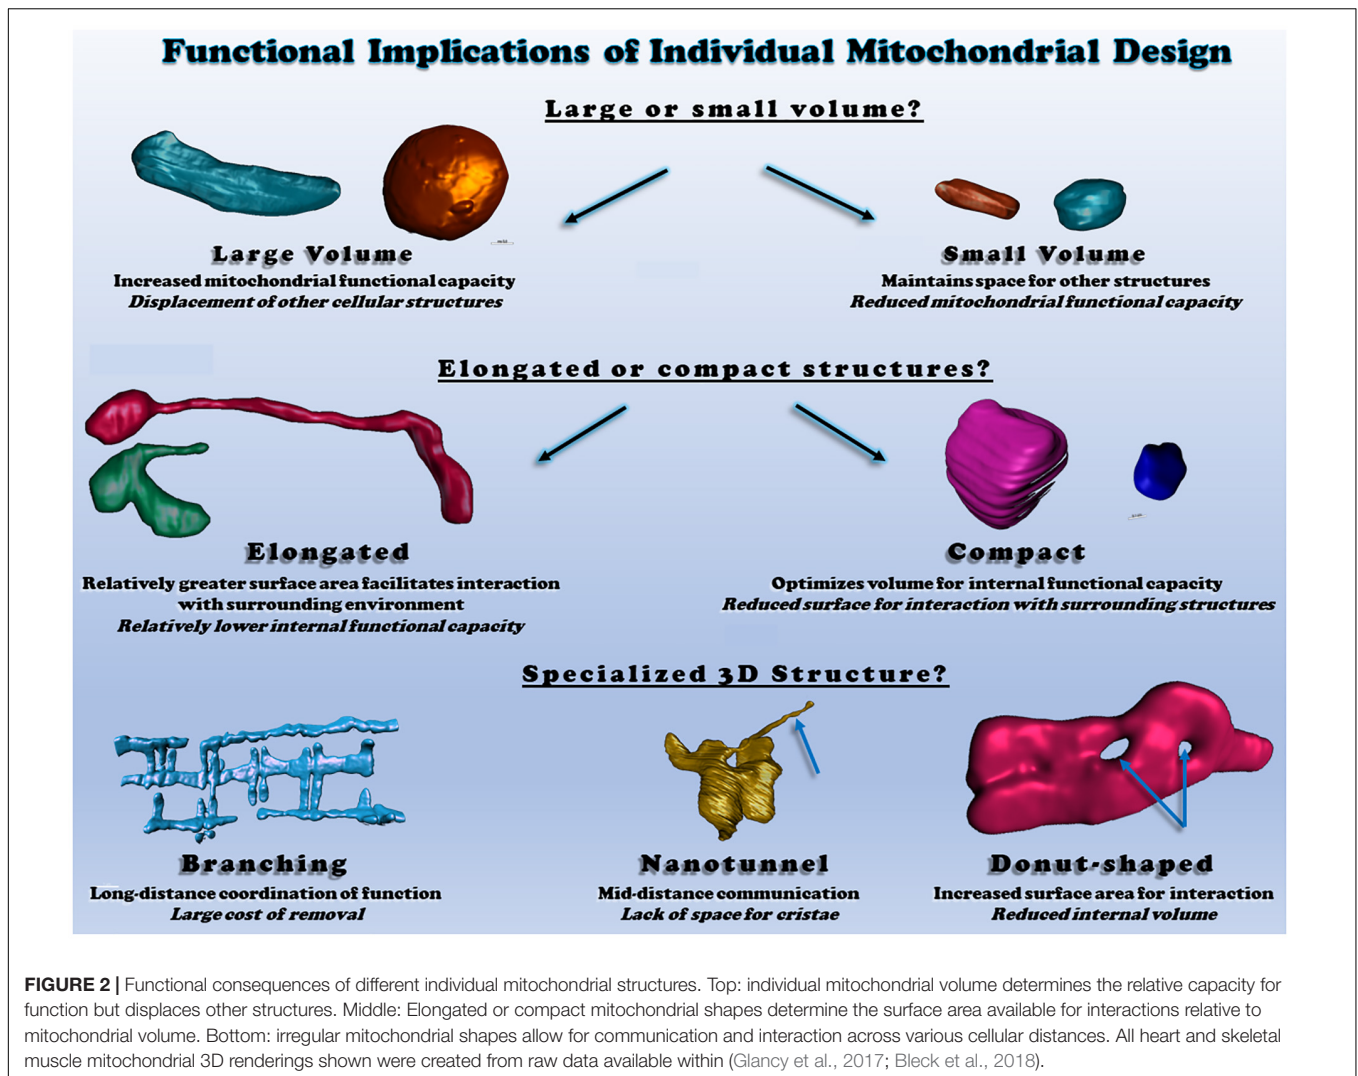 Functional Implications of Individual Mitochondrial Design
Large or small volume?
Large Volume
Increased mitochondrial functional capacity
Displacement of other cellular structures
Small Volume
Maintains space for other structures
Reduced mitochondrial functional capacity
Elongated or compact structures?
Elongated
Relatively greater surface area facilitates interaction
with surrounding environment
Relatively lower internal functional capacity
Compact
Optimizes volume for internal functional capacity
Reduced surface for interaction with surrounding structures
Specialized 3D Structure?
Branching
Long-distance coordination of function
Large cost of removal
Nanotunnel
Mid-distance communication
Lack of space for cristae
Donut-shaped
Increased surface area for interaction
Reduced internal volume
FIGURE 2 | Functional consequences of different individual mitochondrial structures. Top: individual mitochondrial volume determines the relative capacity for
function but displaces other structures. Middle: Elongated or compact mitochondrial shapes determine the surface area available for interactions relative to
mitochondrial volume. Bottom: irregular mitochondrial shapes allow for communication and interaction across various cellular distances. All heart and skeletal
muscle mitochondrial 3D renderings shown were created from raw data available within (Glancy et al., 2017; Bleck et al., 2018).